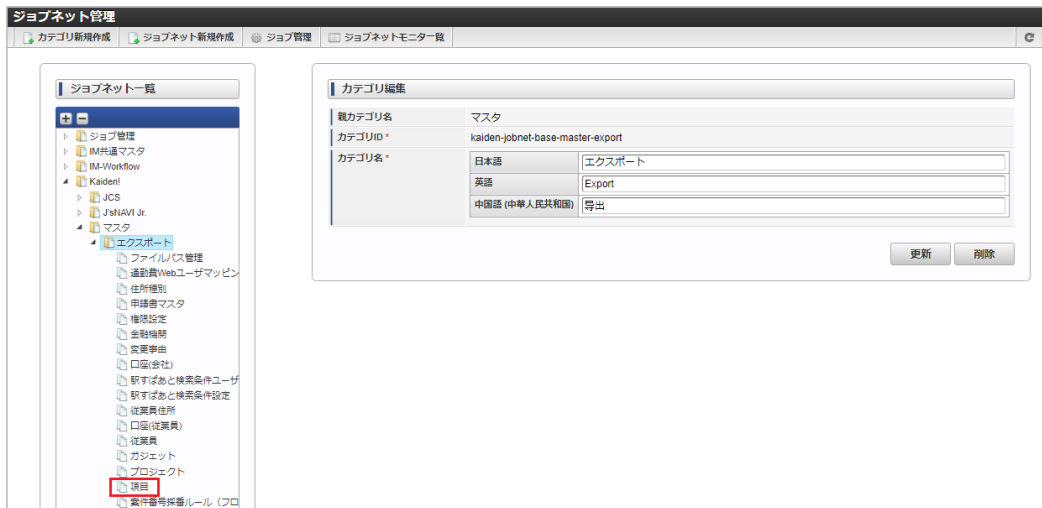 ジョブネット管理
カテゴリ新規作成 ジョブネット新規作成 ジョブ管理 ジョブネットモニタ一覧
ジョブネット一覧
ジョブ管理
IM共通マスタ
IM-Workflow
Kaiden!
JCS
J'sNAVI Jr.
マスタ
エクスポート
ファイルパス管理
通勤費Webユーザマッピン
住所種別
申請書マスタ
権限設定
金融機関
変更事由
口座(会社)
駅すぱあと検索条件ユーザ
駅すぱあと検索条件設定
従業員住所
口座(従業員)
従業員
ガジェット
プロジェクト
項目
案件番号採番ルール（フロ
カテゴリ編集
親カテゴリ名 マスタ
カテゴリID * kaiden-jobnet-base-master-export
カテゴリ名 * 日本語 エクスポート
英語 Export
中国語 (中華人民共和国) 导出
更新 削除